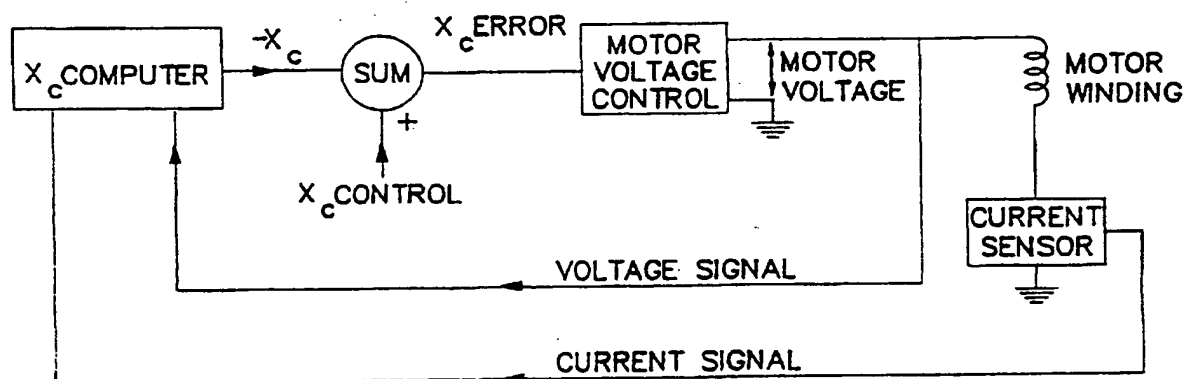 X_c COMPUTER
-X_c
SUM
+
X_c CONTROL
X_c ERROR
MOTOR
VOLTAGE
CONTROL
MOTOR
VOLTAGE
MOTOR
WINDING
CURRENT
SENSOR
VOLTAGE SIGNAL
CURRENT SIGNAL